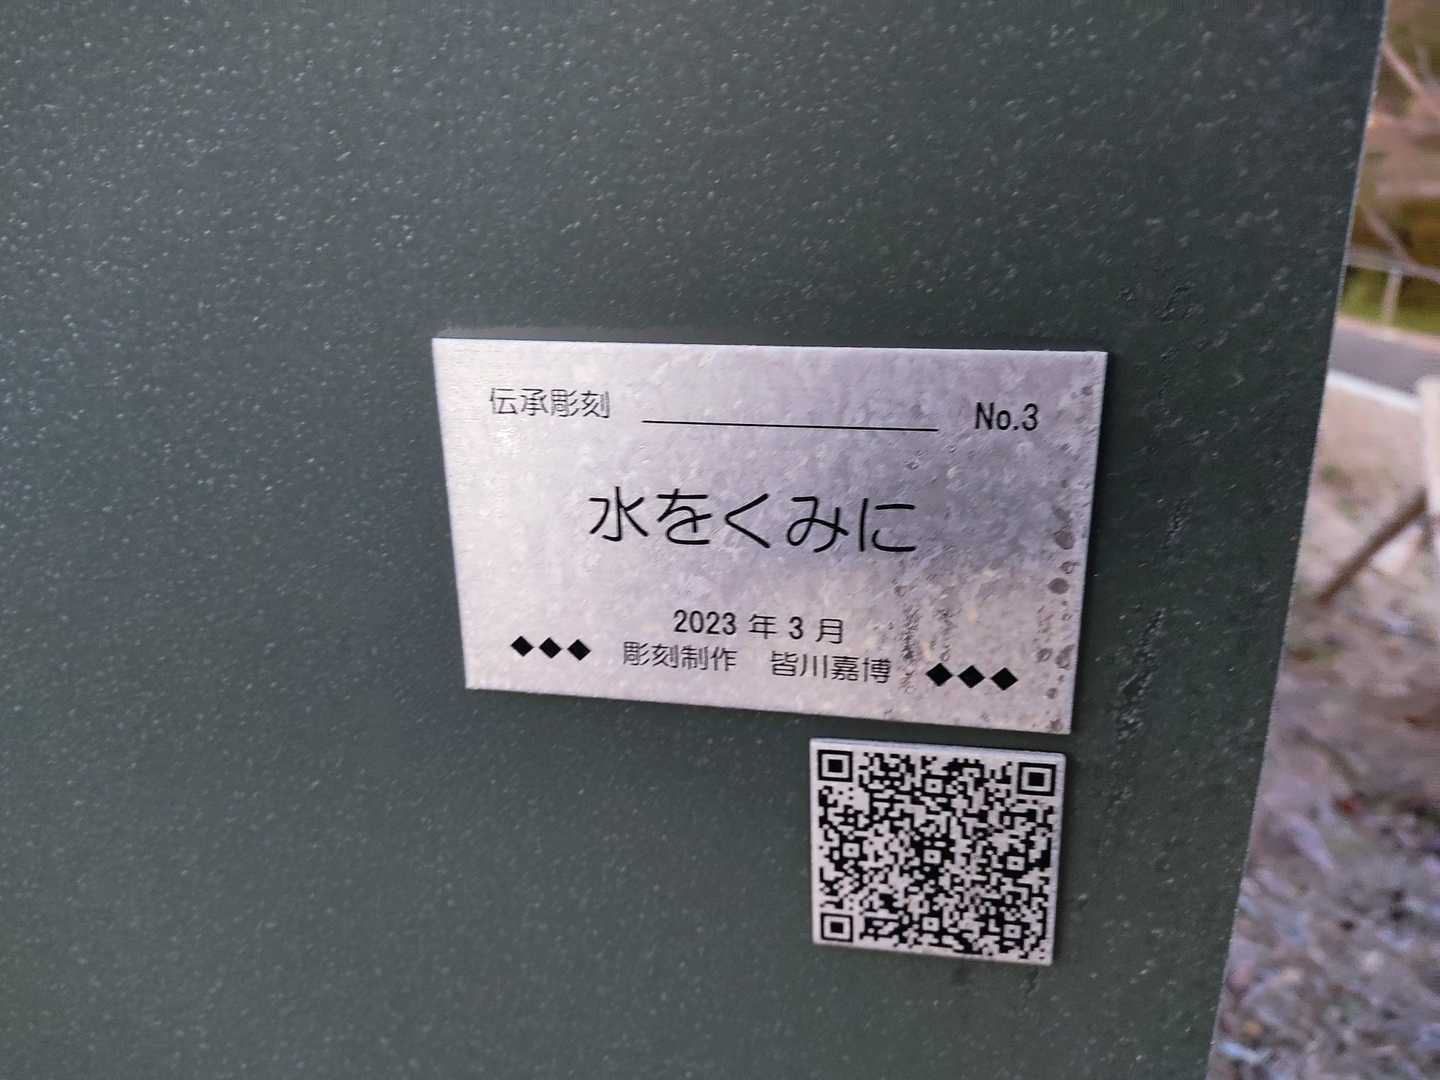 伝承彫刻 No.3
水をくみに
2023 年 3 月
◆◆◆ 彫刻制作 皆川嘉博 ◆◆◆